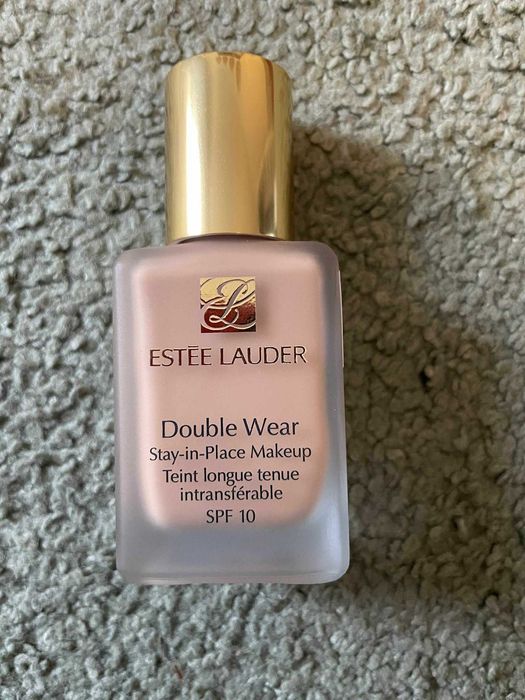 ESTĒE LAUDER
Double Wear
Stay-in-Place Makeup
Teint longue tenue
intransférable
SPF 10